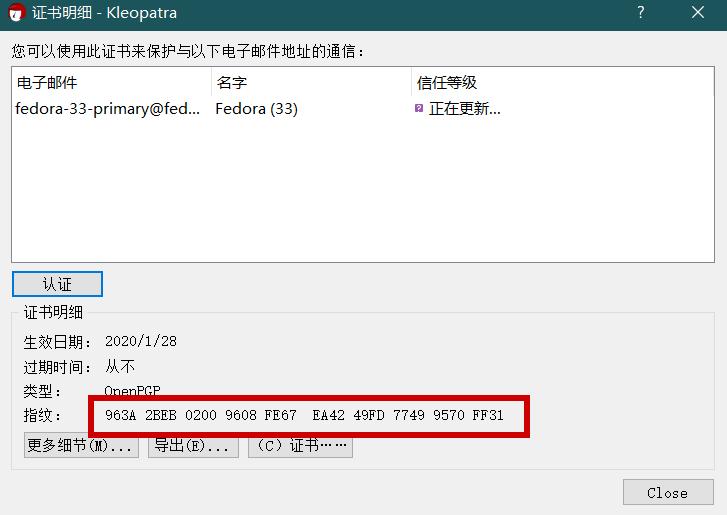 证书明细 - Kleopatra
您可以使用此证书来保护与以下电子邮件地址的通信：
电子邮件 名字 信任等级
fedora-33-primary@fed... Fedora (33) 正在更新...
认证
证书明细
生效日期： 2020/1/28
过期时间： 从不
类型： OpenPGP
指纹： 963A 2BEB 0200 9608 FE67 EA42 49FD 7749 9570 FF31
更多细节(M)... 导出(E)... (C) 证书……
Close